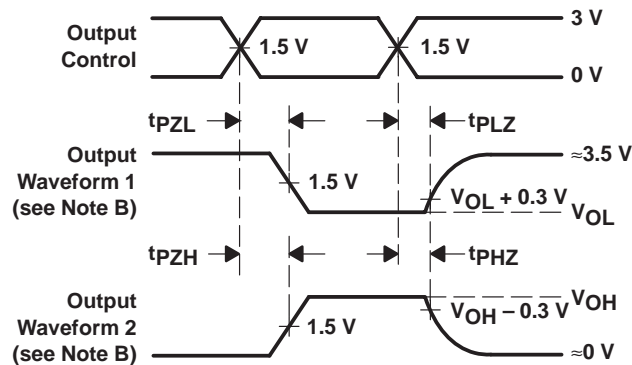 3 V
Output
Control
1.5 V
1.5 V
0 V
tPZL
tPLZ
Output
Waveform 1
(see Note B)
≈3.5 V
1.5 V
VOL + 0.3 V
VOL
tPZH
tPHZ
Output
Waveform 2
(see Note B)
VOH
VOH – 0.3 V
1.5 V
≈0 V